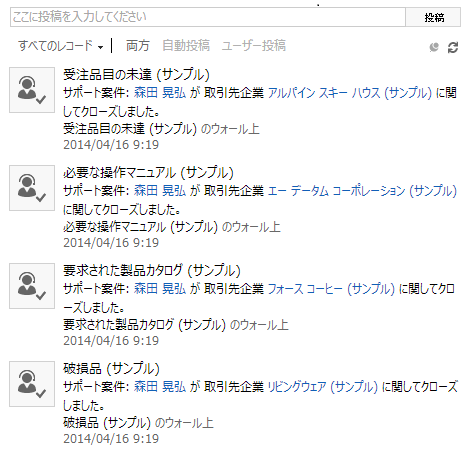 ここに投稿を入力してください 投稿
すべてのレコード 両方 自動投稿 ユーザー投稿
受注品目の未達 (サンプル)
サポート案件: 森田 晃弘 が 取引先企業 アルパイン スキー ハウス (サンプル) に関
してクローズしました。
受注品目の未達 (サンプル) のウォール上
2014/04/16 9:19
必要な操作マニュアル (サンプル)
サポート案件: 森田 晃弘 が 取引先企業 エー データム コーポレーション (サンプル)
に関してクローズしました。
必要な操作マニュアル (サンプル) のウォール上
2014/04/16 9:19
要求された製品カタログ (サンプル)
サポート案件: 森田 晃弘 が 取引先企業 フォース コーヒー (サンプル) に関してクロ
ーズしました。
要求された製品カタログ (サンプル) のウォール上
2014/04/16 9:19
破損品 (サンプル)
サポート案件: 森田 晃弘 が 取引先企業 リビングウェア (サンプル) に関してクローズ
しました。
破損品 (サンプル) のウォール上
2014/04/16 9:19